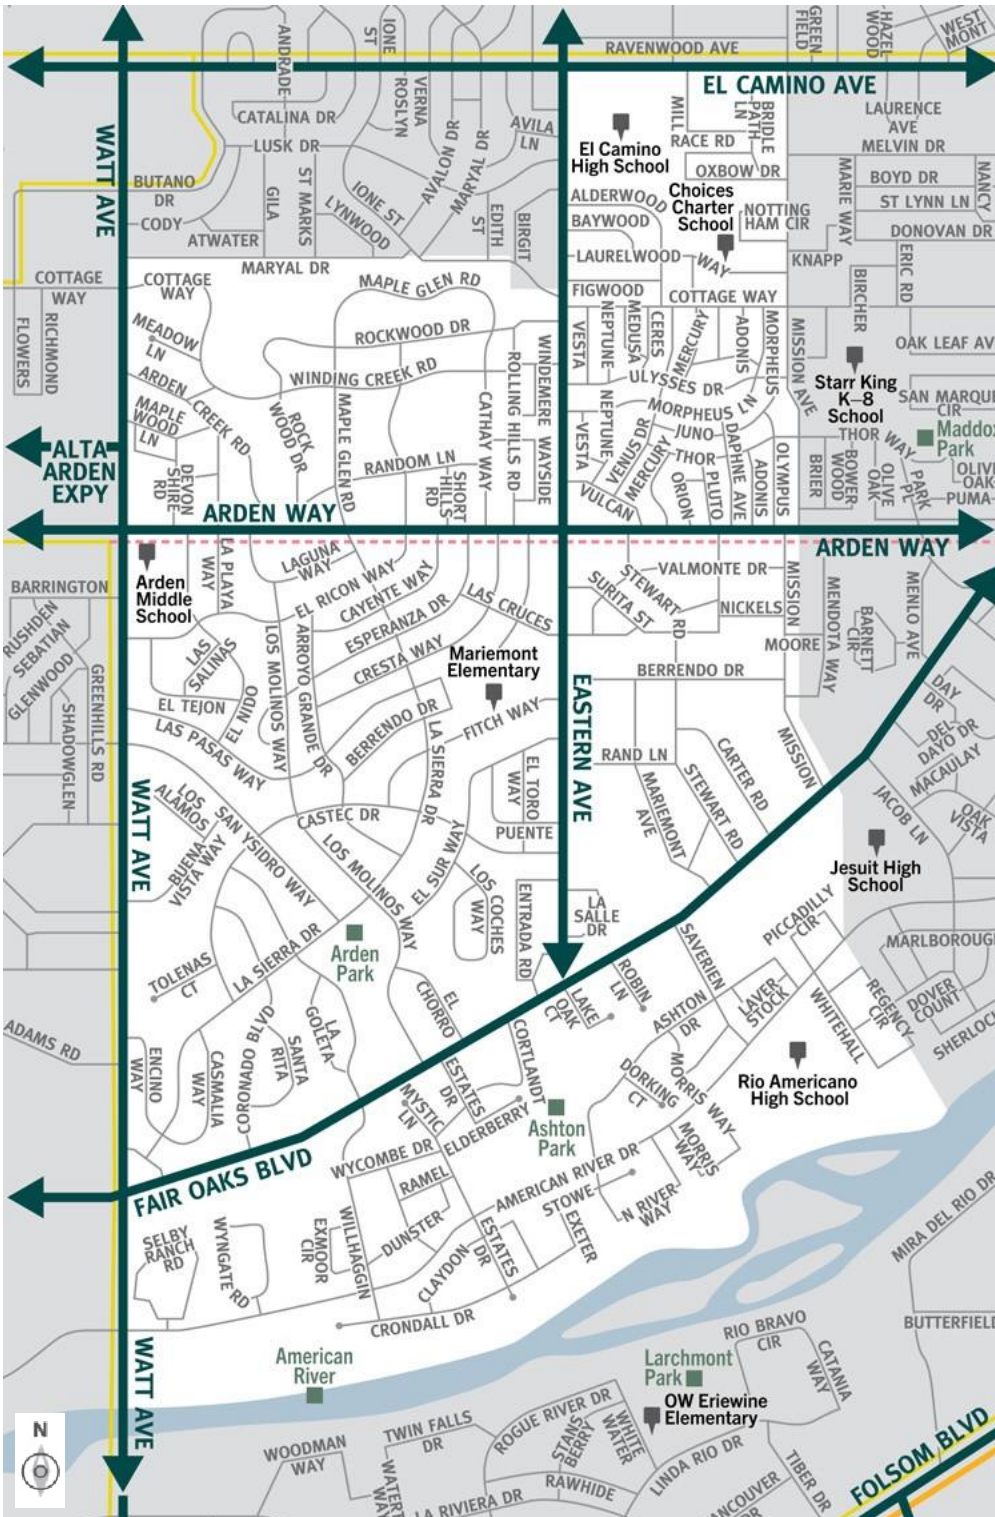 RAVENWOOD AVE
GREEN
FIELD
HAZEL
WOOD
WEST
MONT
ANDRADE
IONE
ST
EL CAMINO AVE
CATALINA DR
ROSLYN
VERNA
AVALON DR
MARYAL DR
AVILA
LN
El Camino
High School
MILL
RACE RD
BRIDLE
PATH
LN
LAURENCE
AVE
MELVIN DR
WATT AVE
LUSK DR
OXBOW DR
BOYD DR
NANCY
BUTANO
DR
CODY
GILA
ST MARKS
IONE ST
LYNWOOD
EDITH
ST
BIRGIT
ALDERWOOD
BAYWOOD
Choices
Charter
School
NOTTING
HAM CIR
MARIE WAY
ST LYNN LN
DONOVAN DR
ATWATER
MARYAL DR
LAURELWOOD
WAY
KNAPP
ERIC RD
COTTAGE
WAY
COTTAGE
WAY
MAPLE GLEN RD
FIGWOOD
COTTAGE WAY
BIRCHER
FLOWERS
RICHMOND
MEADOW
LN
ROCKWOOD DR
WINDING CREEK RD
ROLLING HILLS RD
WINDEMERE
WAYSIDE
VESTA
NEPTUNE
MEDUSA
CERES
MERCURY
ADONIS
MORPHEUS
MISSION AVE
OAK LEAF AV
ULYSSES DR
Starr King
K–8
School
SAN MARQUE
CIR
ARDEN
CREEK RD
MAPLE
WOOD
LN
ROCK
WOOD DR
MAPLE GLEN RD
CATHAY WAY
NEPTUNE
VESTA
MORPHEUS LN
JUNO
THOR
THOR
WAY
Maddox
Park
ALTA
ARDEN
EXPY
DEVON
SHIRE
RD
RANDOM LN
SHORT
HILLS
RD
VENUS DR
MERCURY
VULCAN
ORION
PLUTO
DAPHNE AVE
ADONIS
OLYMPUS
BRIER
BOWER
WOOD
OLIVE
OAK
PARK
PT
OLIVE
OAK
PUMA
ARDEN WAY
ARDEN WAY
Arden
Middle
School
LA PLAYA
WAY
LAGUNA
WAY
EL RICON WAY
CAYENTE WAY
ESPERANZA DR
CRESTA WAY
LAS CRUCES
STEWART
RD
SURITA ST
VALMONTE DR
NICKELS
MISSION
MOORE
MENDOTA WAY
BARNETT
CIR
MENLO AVE
BARRINGTON
RUSHDEN
SEBATIAN
GLENWOOD
SHADOWGLEN
GREENHILLS RD
LAS
SALINAS
EL TEJON
EL NIDO
LOS MOLINOS WAY
ARROYO GRANDE DR
Mariemont
Elementary
BERRENDO DR
BERRENDO DR
LAS PASAS WAY
LA SIERRA DR
FITCH WAY
EASTERN AVE
RAND LN
CARTER RD
MISSION
DAY
DR
DEL
DAYO DR
MACAULAY
JACOB LN
OAK
VISTA
WATT AVE
LOS
ALAMOS
BUENA
VISTA WAY
SAN YSIDRO WAY
CASTEC DR
LOS MOLINOS WAY
EL SUR WAY
EL TORO
WAY
PUENTE
MARIEMONT
AVE
STEWART RD
Jesuit High
School
LOS
COCHES
WAY
ENTRADA RD
LA
SALLE
DR
SAVERIEN
PICCADILLY
CIR
MARLBOROUGH
Arden
Park
TOLENAS
CT
LA SIERRA DR
EL
CHORRO
LAKE
OAK
CT
ROBIN
LN
ASHTON
DR
LAVER
STOCK
WHITEHALL
REGENCY
CIR
DOVER
COUNT
SHERLOCK
ADAMS RD
ENCINO
WAY
CASMALIA
WAY
CORONADO BLVD
SANTA
RITA
LA
GOLETA
MYSTIC
LN
ESTATES
DR
CORTLANDT
Ashton
Park
DORKING
CT
MORRIS WAY
MORRIS
WAY
Rio Americano
High School
FAIR OAKS BLVD
WYCOMBE DR
ELDERBERRY
RAMEL
AMERICAN RIVER DR
STOWE
N RIVER
WAY
SELBY
RANCH
RD
WYNGATE RD
EXMOOR
CIR
WILLHAGGIN
DUNSTER
CLAYDON
ESTATES
DR
EXETER
MIRA DEL RIO DR
CRONDALL DR
BUTTERFIELD
WATT AVE
American
River
Larchmont
Park
RIO BRAVO
CIR
CATANIA
WAY
OW Eriewine
Elementary
N
WOODMAN
WAY
TWIN FALLS
DR
ROGUE RIVER DR
STANS
BERRY
WHITE
WATER
LINDA RIO DR
TIBER DR
FOLSOM BLVD
RAWHIDE
LA RIVIERA DR